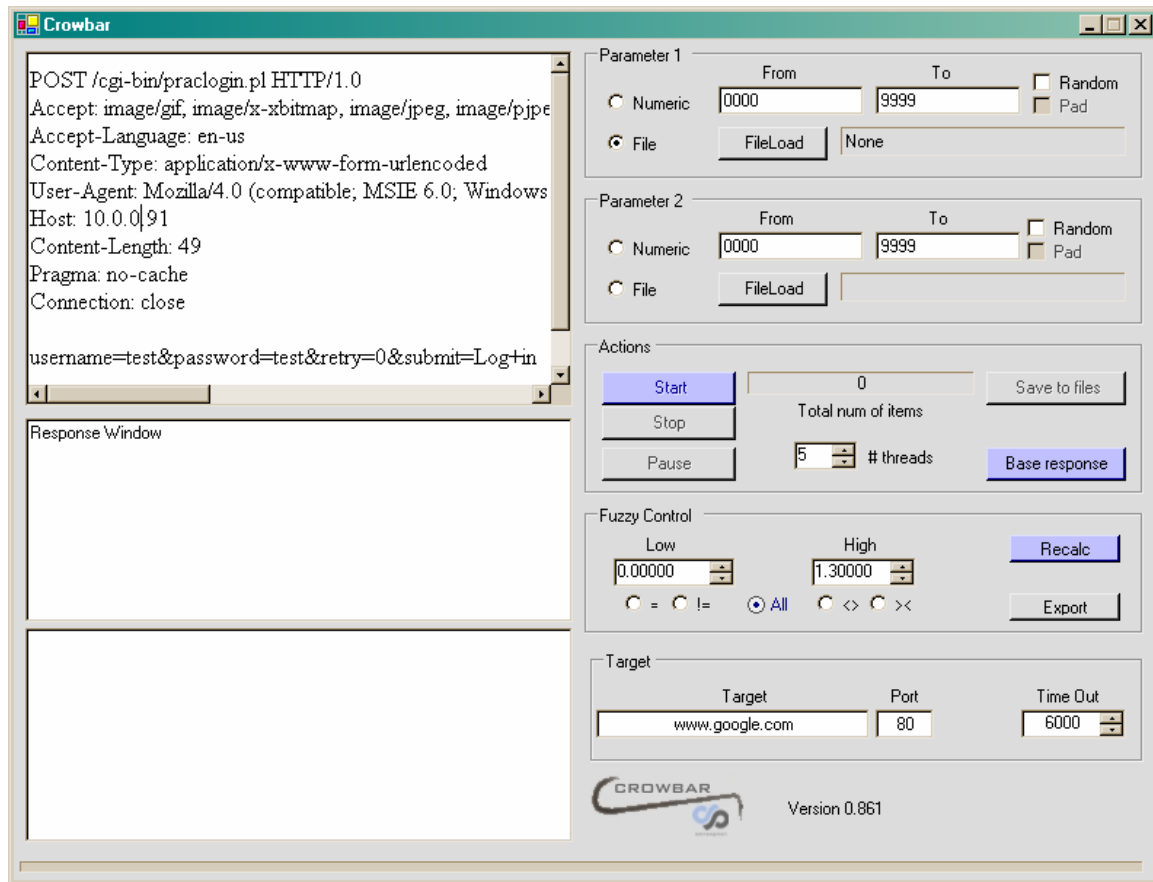 Crowbar
POST /cgi-bin/praclogin.pl HTTP/1.0
Accept: image/gif, image/x-xbitmap, image/jpeg, image/pjpe
Accept-Language: en-us
Content-Type: application/x-www-form-urlencoded
User-Agent: Mozilla/4.0 (compatible; MSIE 6.0; Windows
Host: 10.0.0.91
Content-Length: 49
Pragma: no-cache
Connection: close
username=test&password=test&retry=0&submit=Log+in
Response Window
Parameter 1
From To
Numeric 0000 9999 Random
Pad
File FileLoad None
Parameter 2
From To
Numeric 0000 9999 Random
Pad
File FileLoad
Actions
Start 0 Save to files
Total num of items
Stop
Pause 5 # threads Base response
Fuzzy Control
Low High
0.00000 1.30000 Recalc
= != All <> >< Export
Target
Target Port Time Out
www.google.com 80 6000
CROWBAR
Version 0.861